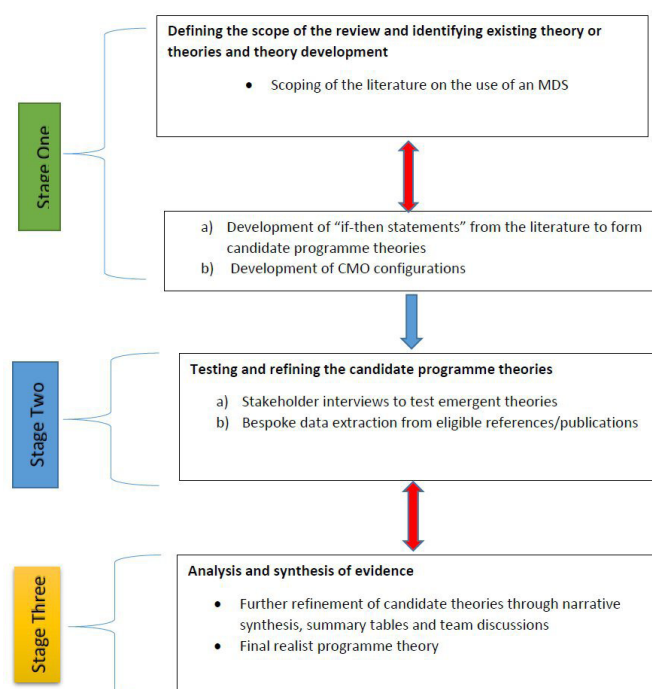 Defining the scope of the review and identifying existing theory or
theories and theory development
• Scoping of the literature on the use of an MDS
Stage One
a) Development of “if-then statements” from the literature to form
candidate programme theories
b) Development of CMO configurations
Testing and refining the candidate programme theories
Stage Two
a) Stakeholder interviews to test emergent theories
b) Bespoke data extraction from eligible references/publications
Analysis and synthesis of evidence
Stage Three
• Further refinement of candidate theories through narrative
synthesis, summary tables and team discussions
• Final realist programme theory